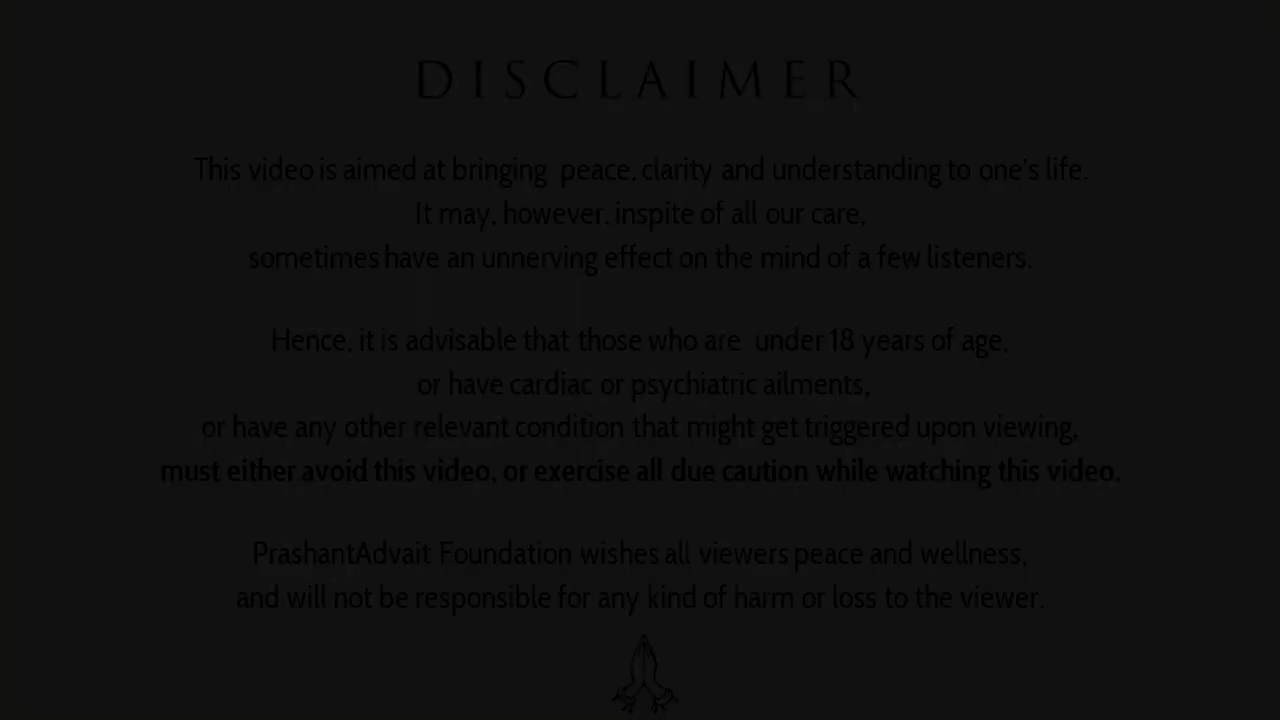 DISCLAIMER
This video is aimed at bringing peace, clarity and understanding to one's life.
It may, however, inspite of all our care,
sometimes have an unnerving effect on the mind of a few listeners.
Hence, it is advisable that those who are under 18 years of age,
or have cardiac or psychiatric ailments,
or have any other relevant condition that might get triggered upon viewing,
must either avoid this video, or exercise all due caution while watching this video.
PrashantAdvait Foundation wishes all viewers peace and wellness,
and will not be responsible for any kind of harm or loss to the viewer.